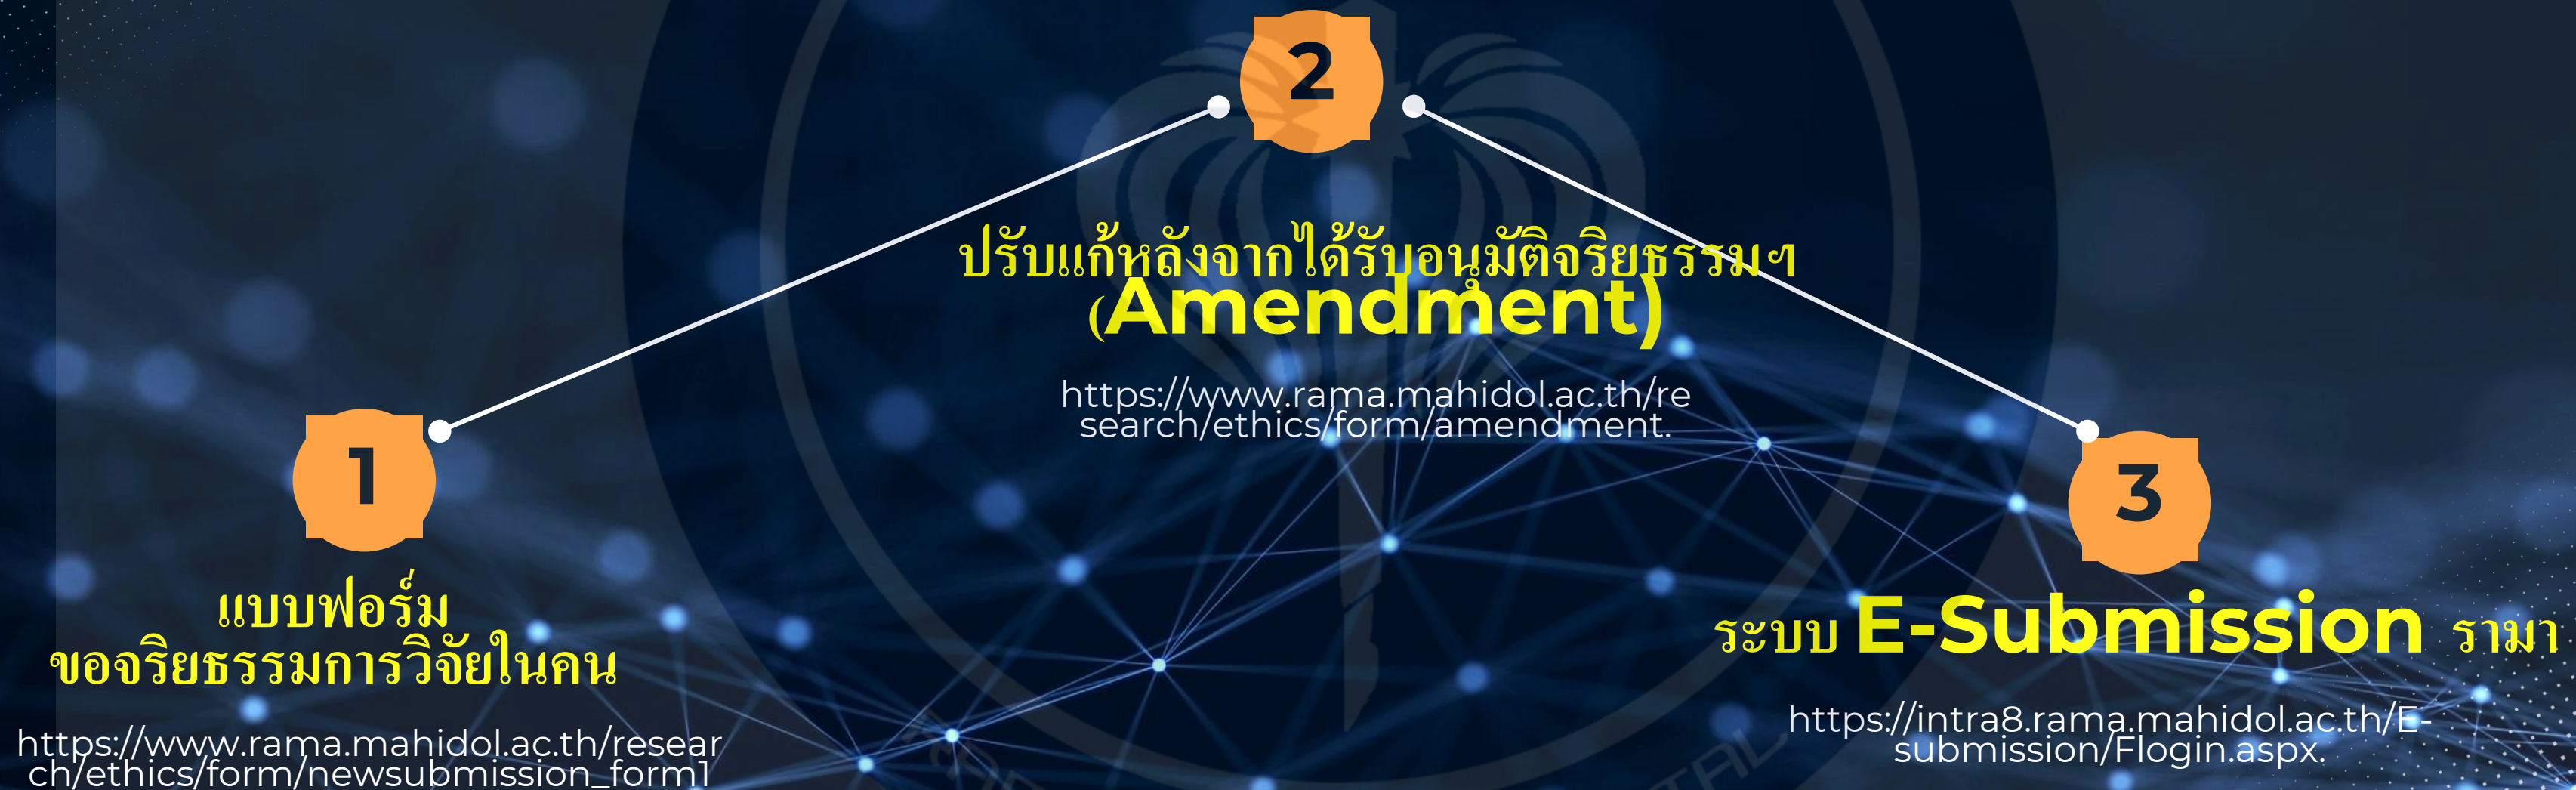 1
แบบฟอร์ม
ขอจริยธรรมการวิจัยในคน
https://www.rama.mahidol.ac.th/resear
ch/ethics/form/newsubmission_form1
2
ปรับแก้หลังจากได้รับอนุมัติจริยธรรมฯ
(Amendment)
https://www.rama.mahidol.ac.th/re
search/ethics/form/amendment.
3
ระบบ E-Submission รามา
https://intra8.rama.mahidol.ac.th/E-
submission/Flogin.aspx.